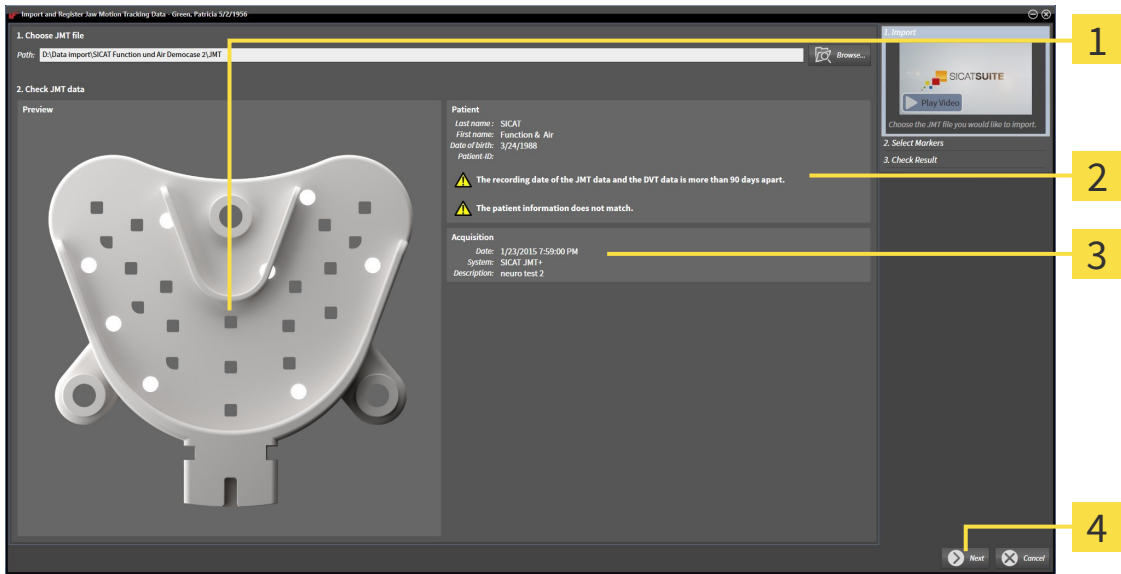 Import and Register Jaw Motion Tracking Data - Green, Patricia 5/2/1956
1. Choose JMT file
Path: D:\Data import\SICAT Function und Air Democase 2\JMT
Browse...
2. Check JMT data
Preview
Patient
Last name: SICAT
First name: Function & Air
Date of birth: 3/24/1988
Patient-ID:
The recording date of the JMT data and the DVT data is more than 90 days apart.
The patient information does not match.
Acquisition
Date: 1/23/2015 7:59:00 PM
System: SICAT JMT+
Description: neuro test 2
1. Import
SICATSUITE
Play Video
Choose the JMT file you would like to import.
2. Select Markers
3. Check Result
Next
Cancel
1
2
3
4